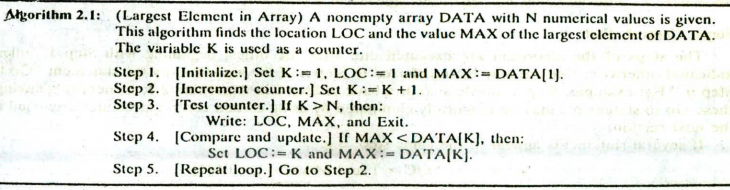 Algorithm 2.1: (Largest Element in Array) A nonempty array DATA with N numerical values is given.
This algorithm finds the location LOC and the value MAX of the largest element of DATA.
The variable K is used as a counter.
Step 1. [Initialize.] Set K := 1, LOC := 1 and MAX := DATA[1].
Step 2. [Increment counter.] Set K := K + 1.
Step 3. [Test counter.] If K > N, then:
Write: LOC, MAX, and Exit.
Step 4. [Compare and update.] If MAX < DATA[K], then:
Set LOC := K and MAX := DATA[K].
Step 5. [Repeat loop.] Go to Step 2.